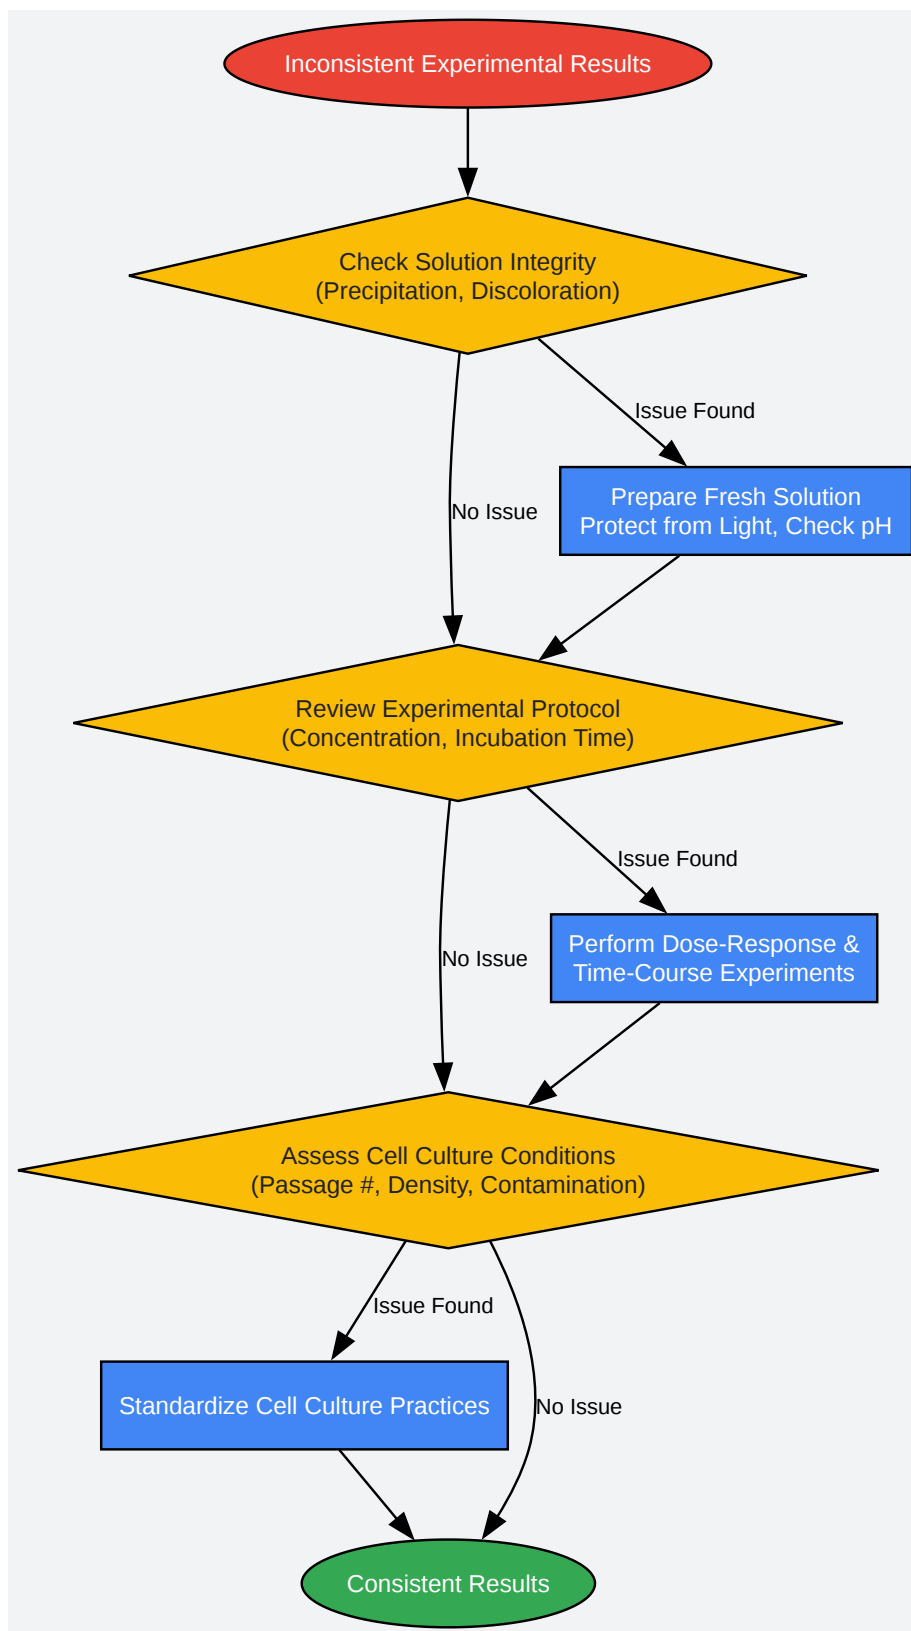 Inconsistent Experimental Results
Check Solution Integrity
(Precipitation, Discoloration)
Issue Found
Prepare Fresh Solution
Protect from Light, Check pH
No Issue
Review Experimental Protocol
(Concentration, Incubation Time)
Issue Found
Perform Dose-Response &
Time-Course Experiments
No Issue
Assess Cell Culture Conditions
(Passage #, Density, Contamination)
Issue Found
Standardize Cell Culture Practices
No Issue
Consistent Results